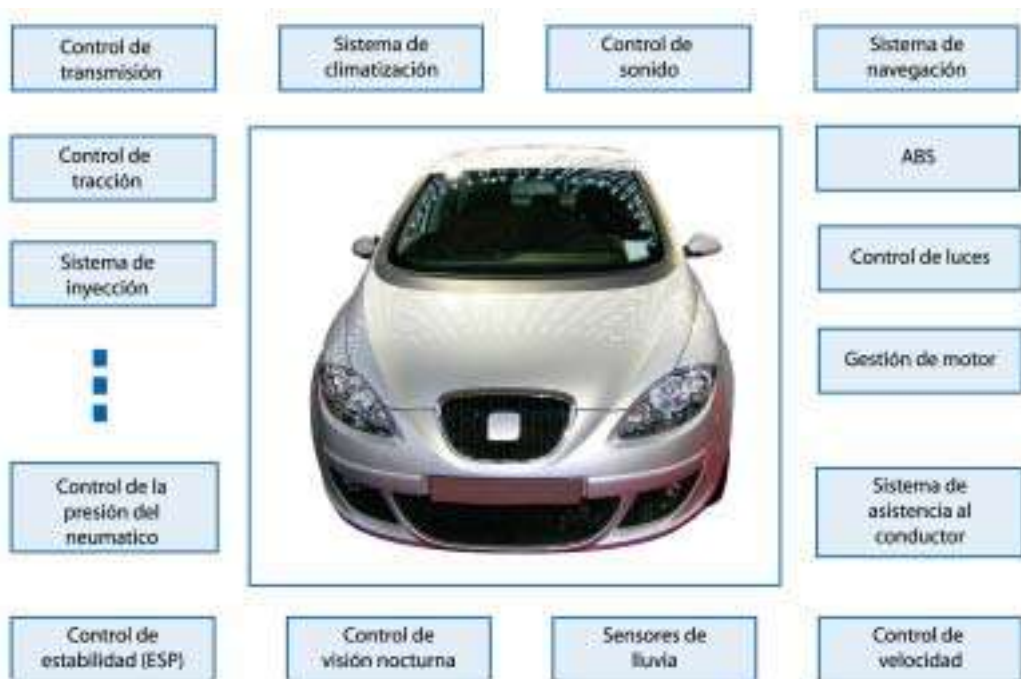 Control de
transmisión
Sistema de
climatización
Control de
sonido
Sistema de
navegación
Control de
tracción
ABS
Sistema de
inyección
Control de luces
Gestión de motor
Control de la
presión del
neumatico
Sistema de
asistencia al
conductor
Control de
estabilidad (ESP)
Control de
visión nocturna
Sensores de
lluvia
Control de
velocidad